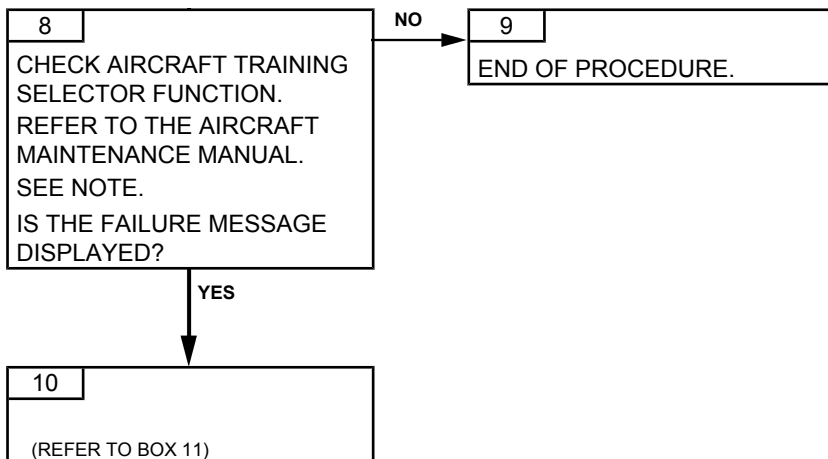 8
CHECK AIRCRAFT TRAINING
SELECTOR FUNCTION.
REFER TO THE AIRCRAFT
MAINTENANCE MANUAL.
SEE NOTE.
IS THE FAILURE MESSAGE
DISPLAYED?
NO
9
END OF PROCEDURE.
YES
10
(REFER TO BOX 11)